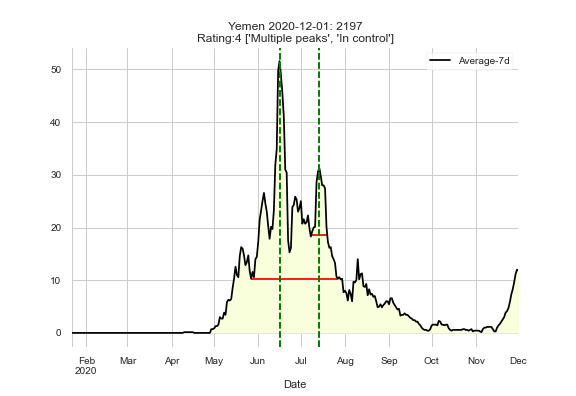 Yemen 2020-12-01: 2197
Rating:4 ['Multiple peaks', 'In control']
Average-7d
50
40
30
20
10
0
Feb Mar Apr May Jun Jul Aug Sep Oct Nov Dec
2020
Date